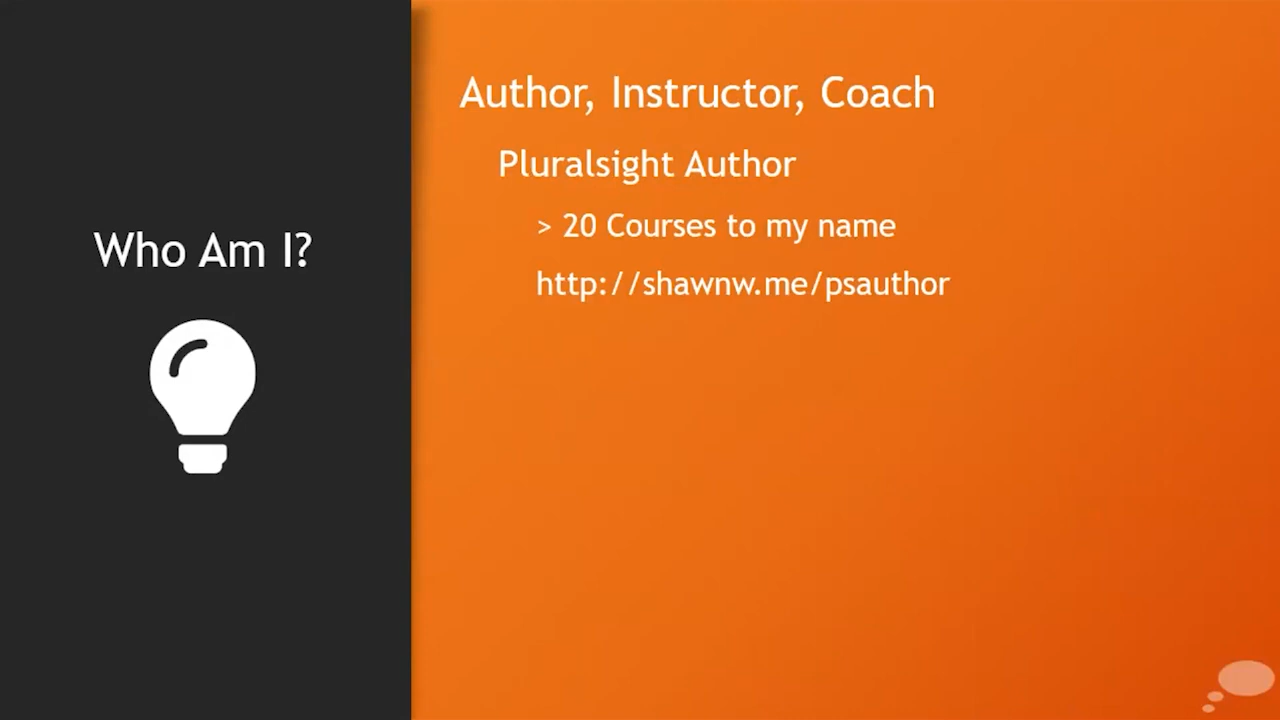 Who Am I?
Author, Instructor, Coach
Pluralsight Author
> 20 Courses to my name
http://shawnw.me/psauthor